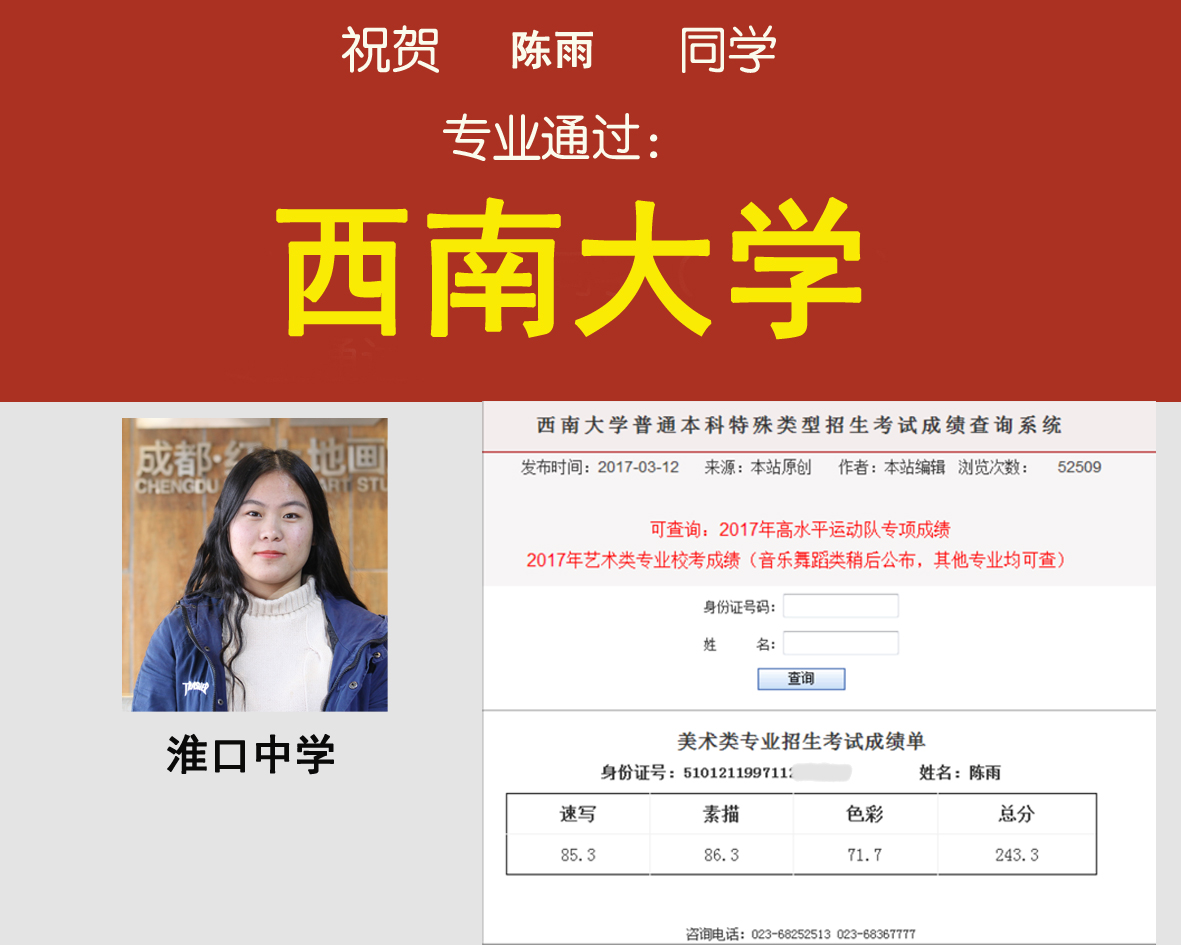 祝贺 陈雨 同学
专业通过：
西南大学
成都·红大地画
CHENGDU
ART STU
THRASHER
淮口中学
西南大学普通本科特殊类型招生考试成绩查询系统
发布时间：2017-03-12 来源：本站原创 作者：本站编辑 浏览次数： 52509
可查询：2017年高水平运动队专项成绩
2017年艺术类专业校考成绩（音乐舞蹈类稍后公布，其他专业均可查）
身份证号码：
姓 名：
查询
美术类专业招生考试成绩单
身份证号：5101211997112 姓名：陈雨
速写 素描 色彩 总分
85.3 86.3 71.7 243.3
咨询电话：023-68252513 023-68367777